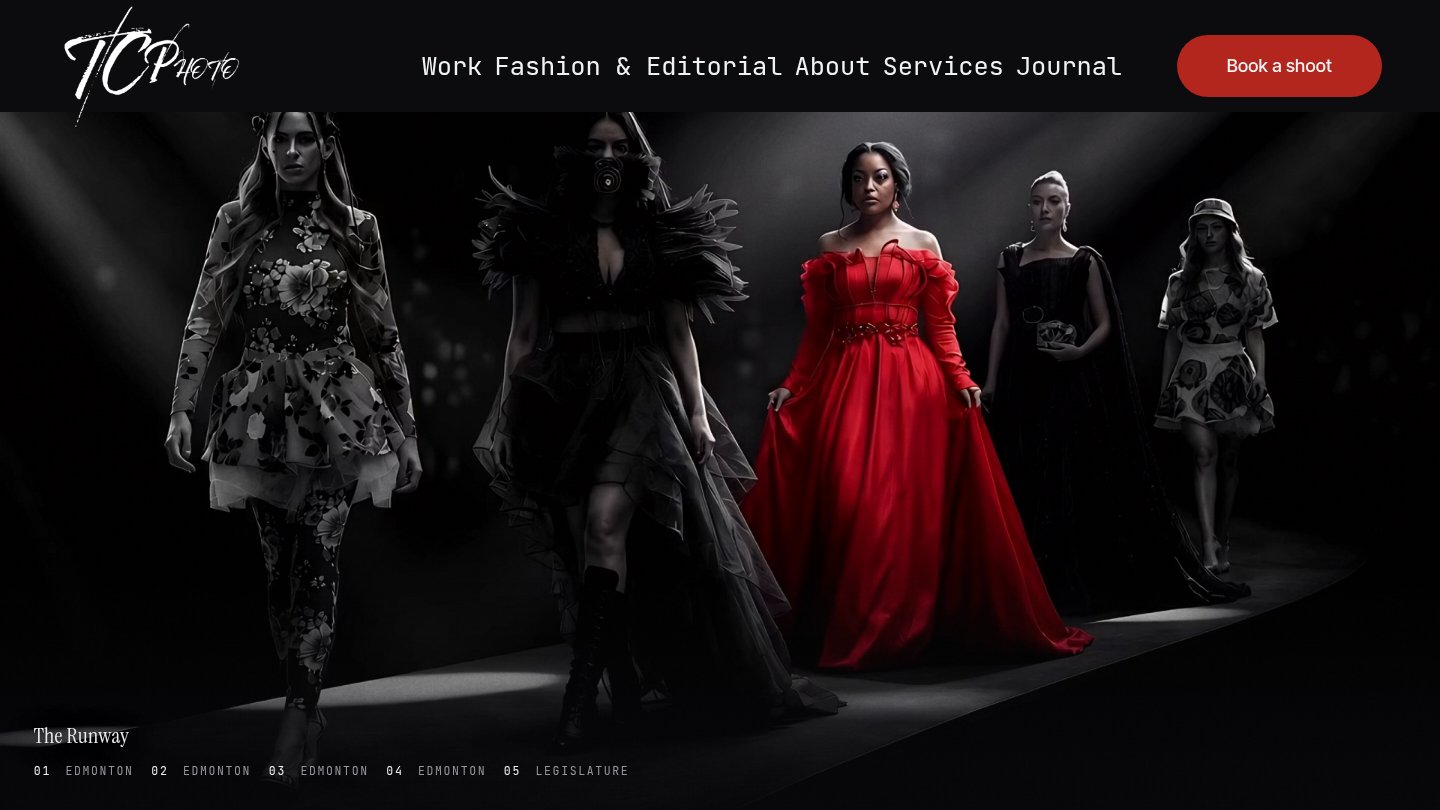 TCPHOTO
Work Fashion & Editorial About Services Journal
Book a shoot
The Runway
01 EDMONTON 02 EDMONTON 03 EDMONTON 04 EDMONTON 05 LEGISLATURE